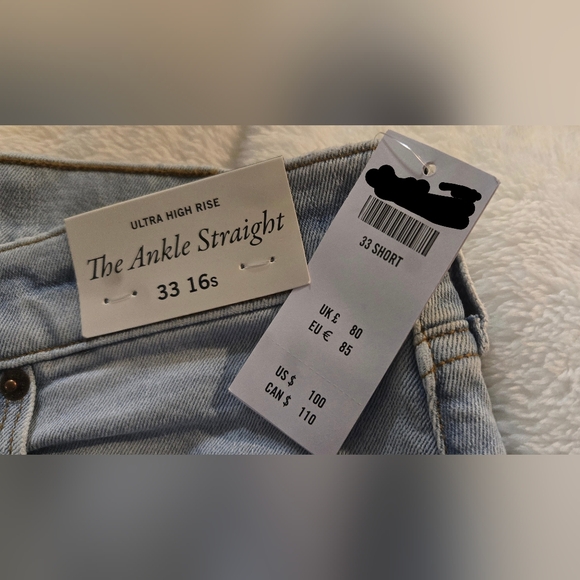 ULTRA HIGH RISE
The Ankle Straight
33 16s
33 SHORT
UK £ 80
EU € 85
US $ 100
CAN $ 110